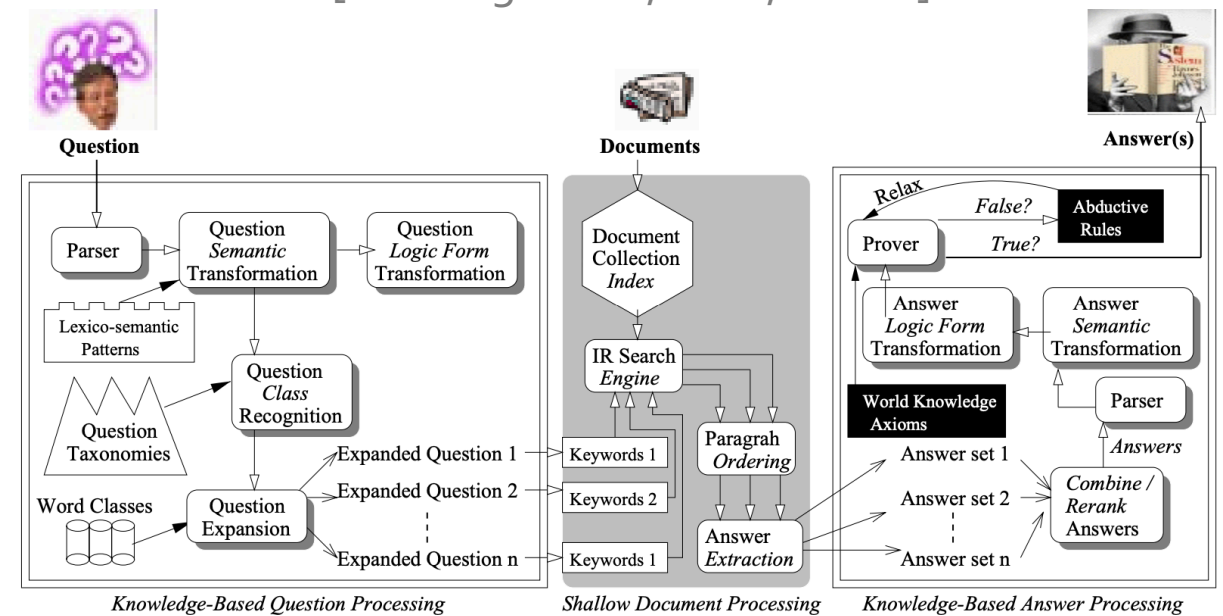 Question
Documents
Answer(s)
Parser
Question
Semantic
Transformation
Question
Logic Form
Transformation
Lexico-semantic
Patterns
Question
Class
Recognition
Question
Taxonomies
Word Classes
Question
Expansion
Expanded Question 1
Expanded Question 2
Expanded Question n
Knowledge-Based Question Processing
Document
Collection
Index
IR Search
Engine
Keywords 1
Keywords 2
Keywords 1
Paragrah
Ordering
Answer
Extraction
Shallow Document Processing
Relax
False?
True?
Prover
Abductive
Rules
Answer
Logic Form
Transformation
Answer
Semantic
Transformation
World Knowledge
Axioms
Parser
Answers
Answer set 1
Answer set 2
Answer set n
Combine /
Rerank
Answers
Knowledge-Based Answer Processing